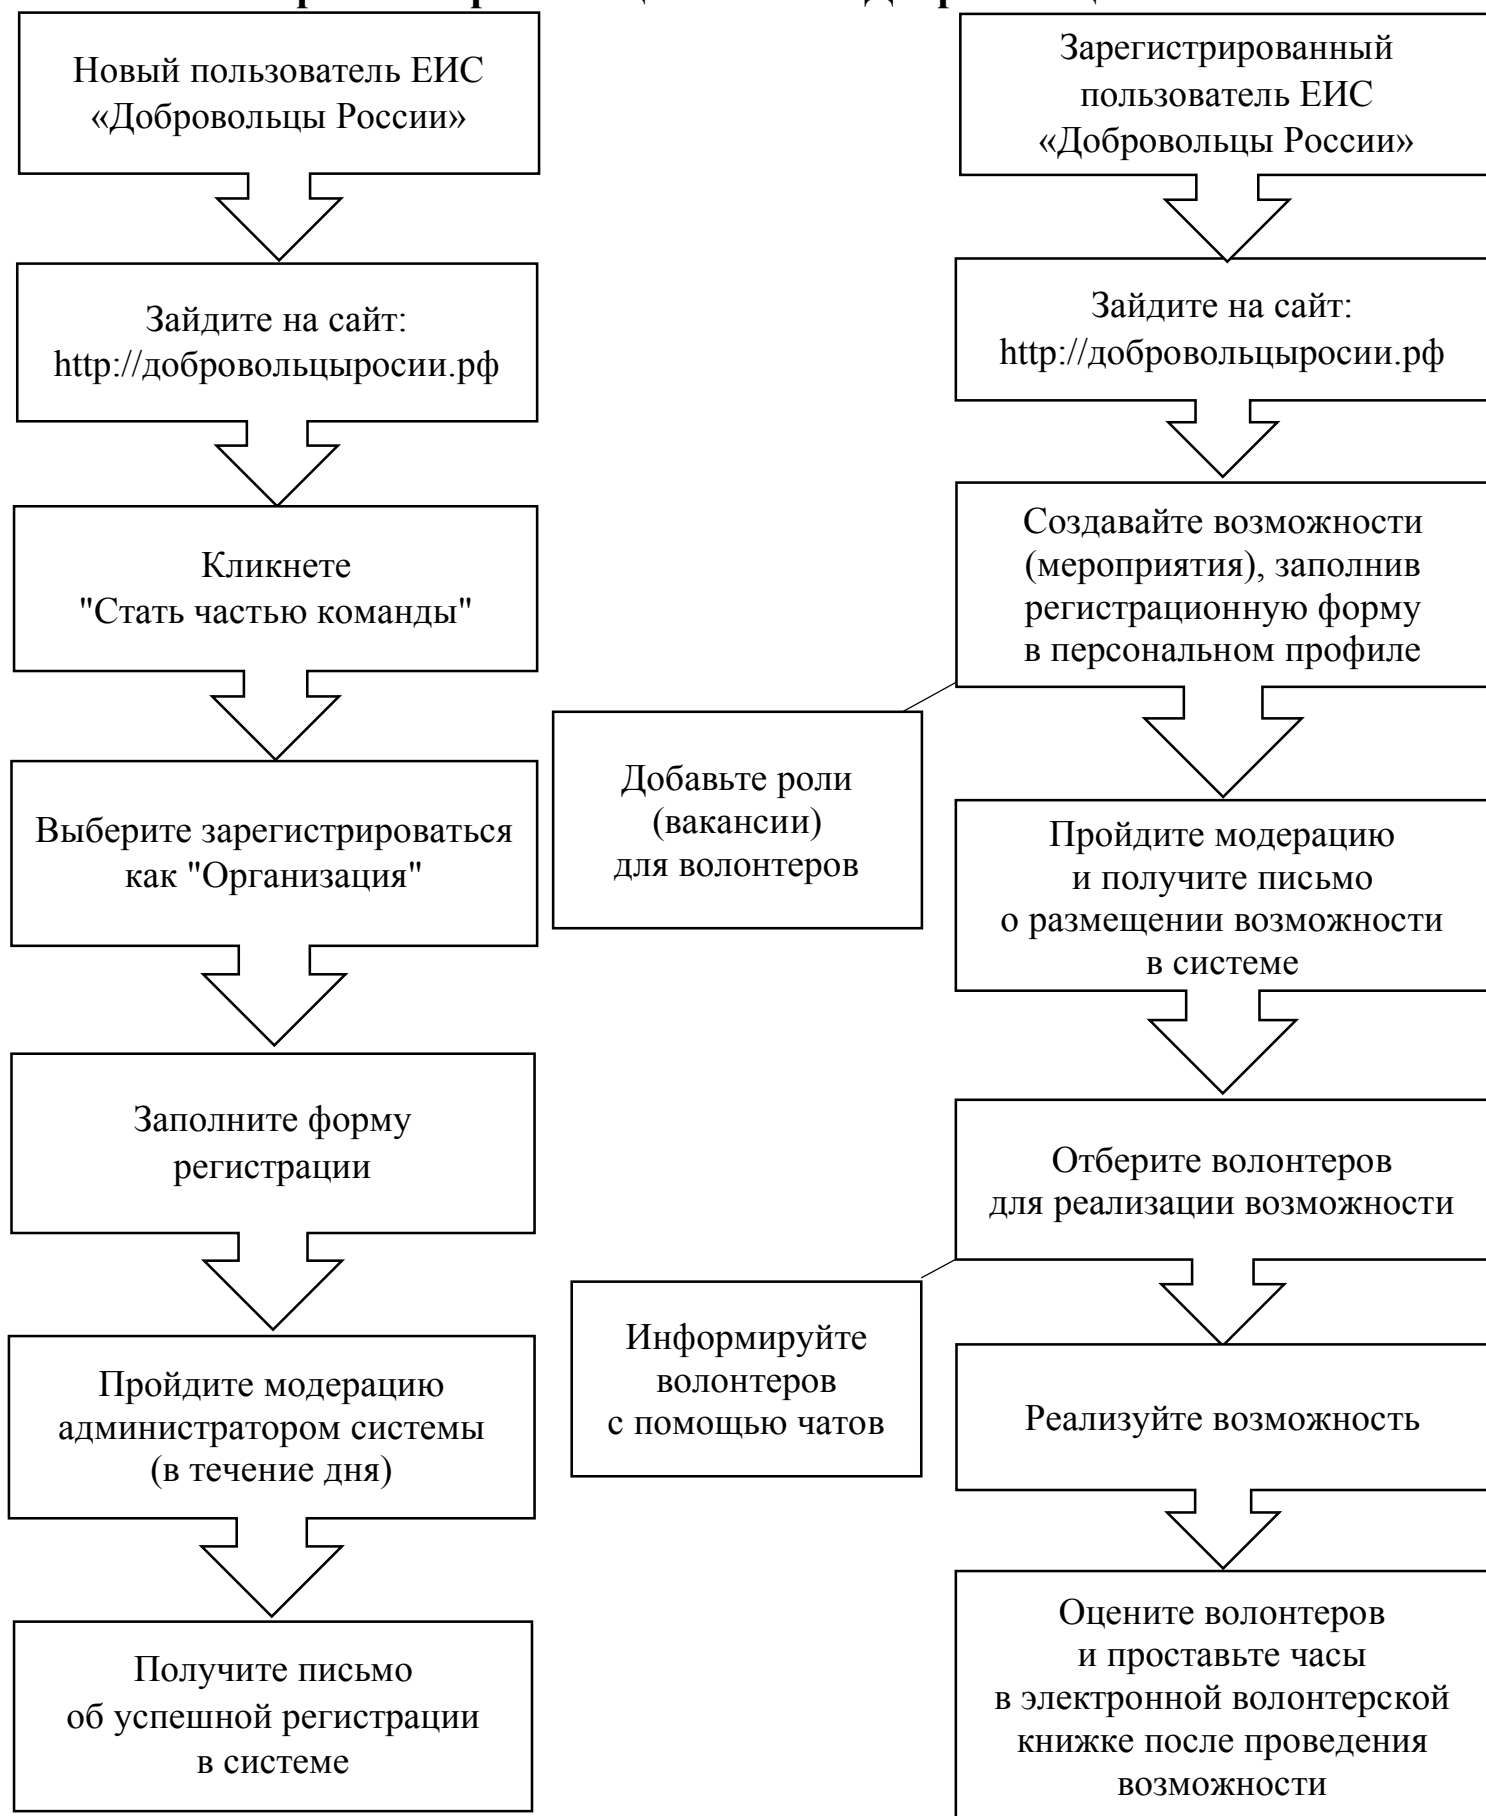 Новый пользователь ЕИС
«Добровольцы России»
Зайдите на сайт:
http://добровольцыросии.рф
Кликнете
"Стать частью команды"
Выберите зарегистрироваться
как "Организация"
Заполните форму
регистрации
Пройдите модерацию
администратором системы
(в течение дня)
Получите письмо
об успешной регистрации
в системе
Зарегистрированный
пользователь ЕИС
«Добровольцы России»
Зайдите на сайт:
http://добровольцыросии.рф
Создавайте возможности
(мероприятия), заполнив
регистрационную форму
в персональном профиле
Добавьте роли
(вакансии)
для волонтеров
Пройдите модерацию
и получите письмо
о размещении возможности
в системе
Отберите волонтеров
для реализации возможности
Информируйте
волонтеров
с помощью чатов
Реализуйте возможность
Оцените волонтеров
и проставьте часы
в электронной волонтерской
книжке после проведения
возможности